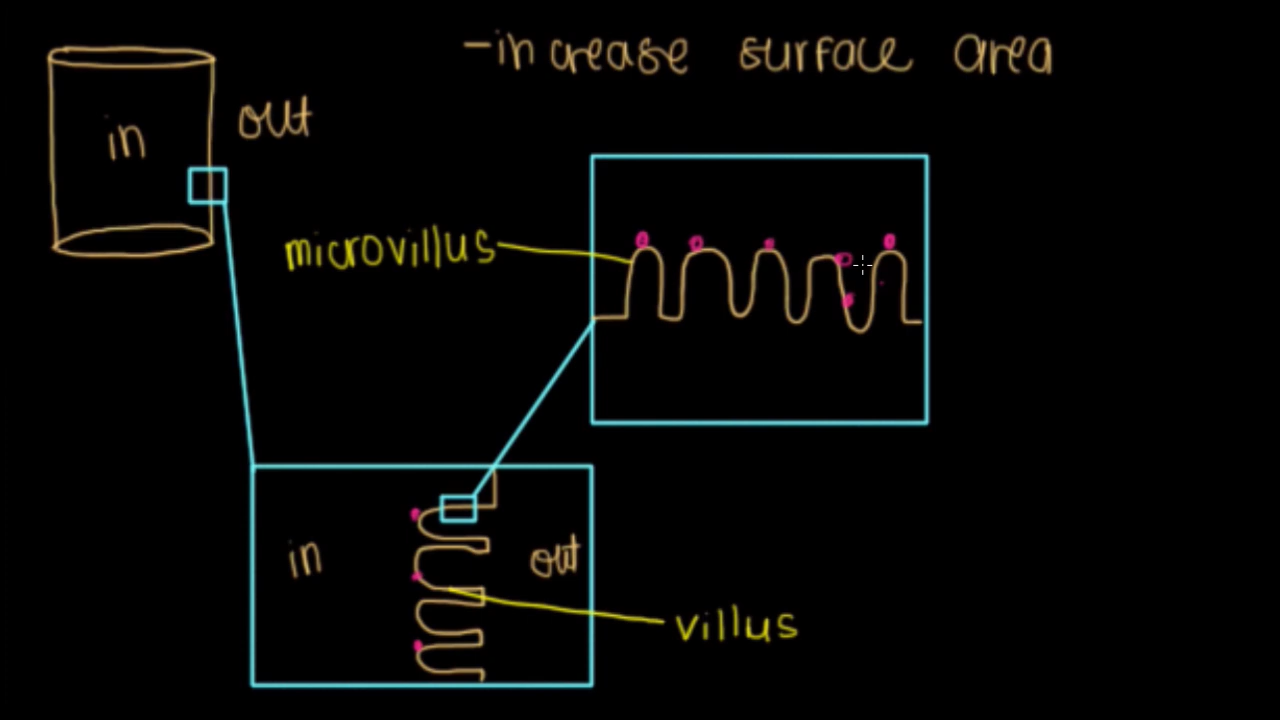 -increase surface area
in
out
microvillus
in
out
villus